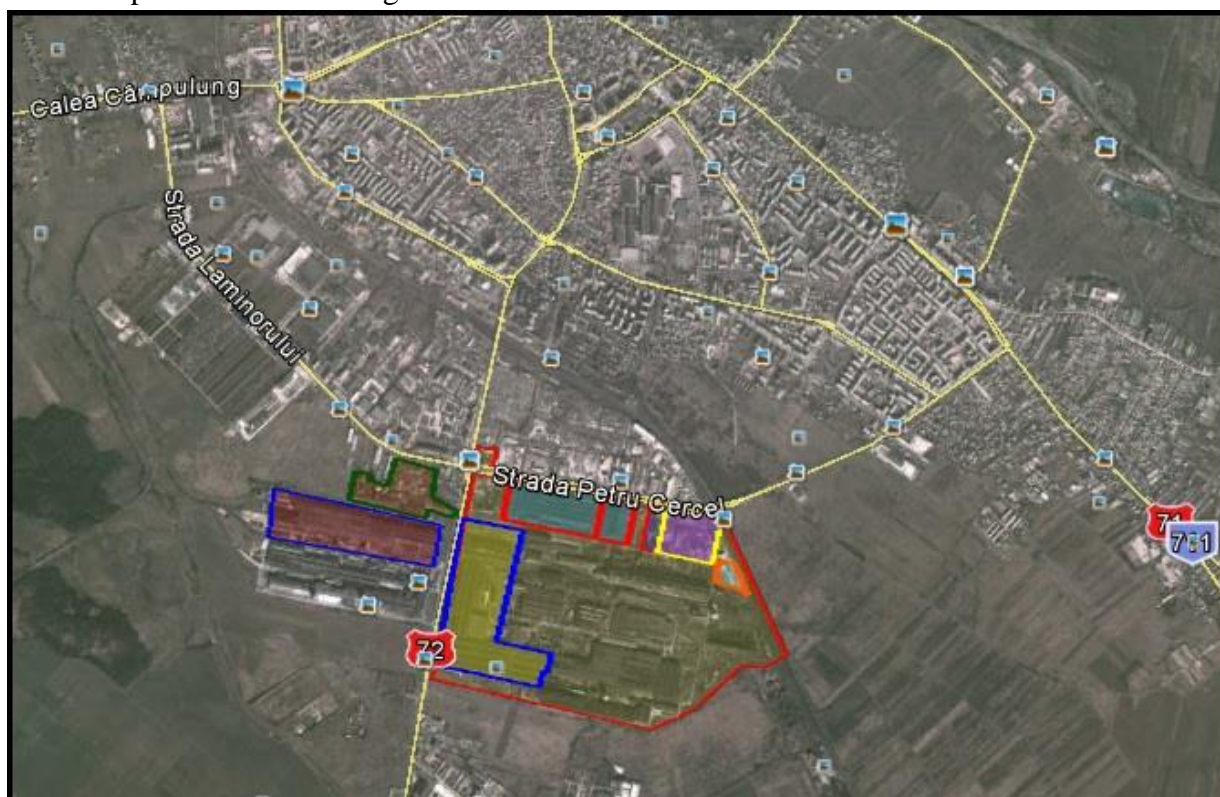 Calea Câmpulung
Strada Laminorului
Strada Petru Cercel
71
711
72